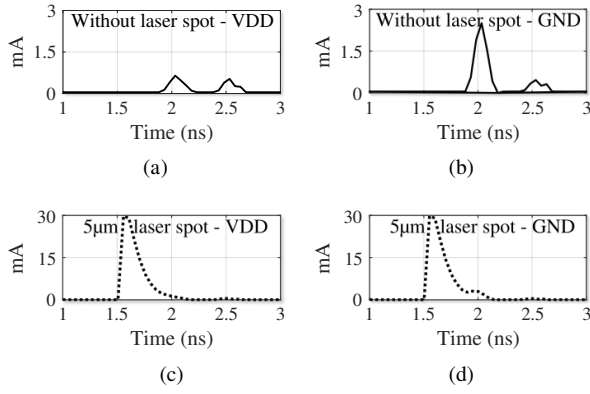 Without laser spot - VDD
3
1.5
0
mA
1 1.5 2 2.5 3
Time (ns)
(a)
Without laser spot - GND
3
1.5
0
mA
1 1.5 2 2.5 3
Time (ns)
(b)
5µm laser spot - VDD
30
15
0
mA
1 1.5 2 2.5 3
Time (ns)
(c)
5µm laser spot - GND
30
15
0
mA
1 1.5 2 2.5 3
Time (ns)
(d)